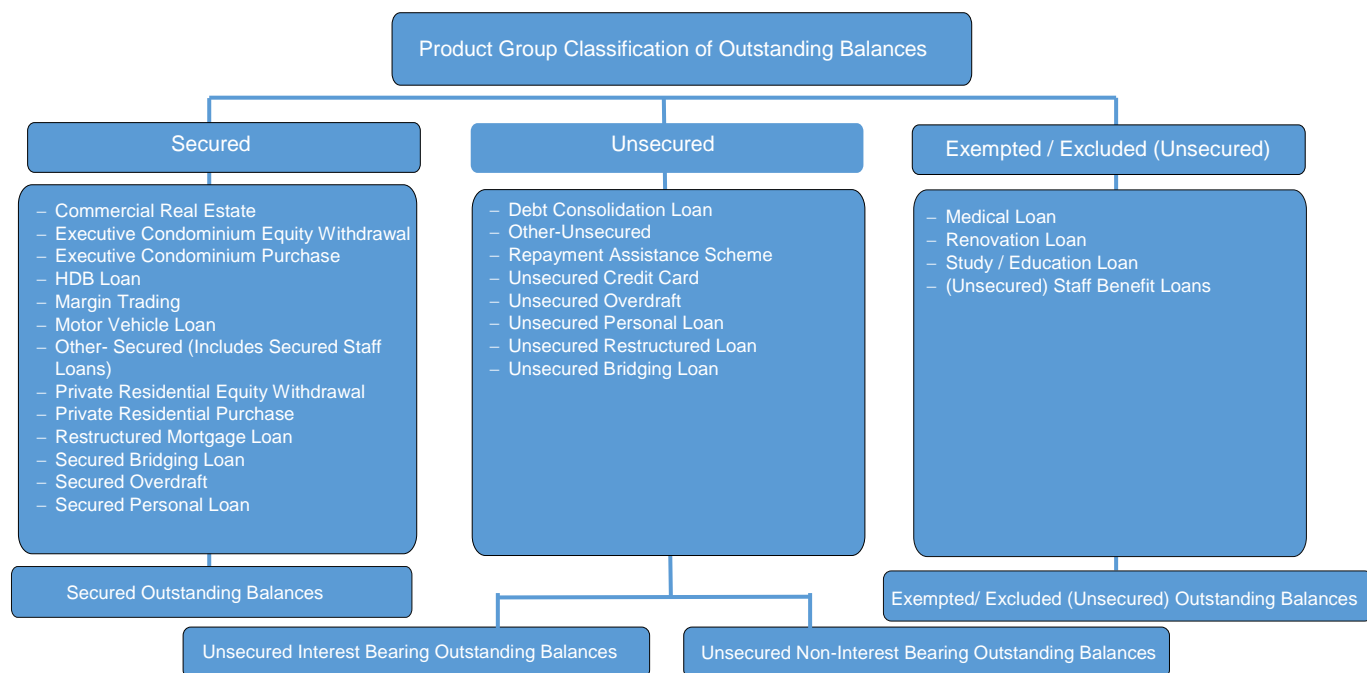 Product Group Classification of Outstanding Balances
Secured
– Commercial Real Estate
– Executive Condominium Equity Withdrawal
– Executive Condominium Purchase
– HDB Loan
– Margin Trading
– Motor Vehicle Loan
– Other- Secured (Includes Secured Staff
Loans)
– Private Residential Equity Withdrawal
– Private Residential Purchase
– Restructured Mortgage Loan
– Secured Bridging Loan
– Secured Overdraft
– Secured Personal Loan
Secured Outstanding Balances
Unsecured
– Debt Consolidation Loan
– Other-Unsecured
– Repayment Assistance Scheme
– Unsecured Credit Card
– Unsecured Overdraft
– Unsecured Personal Loan
– Unsecured Restructured Loan
– Unsecured Bridging Loan
Unsecured Interest Bearing Outstanding Balances
Unsecured Non-Interest Bearing Outstanding Balances
Exempted / Excluded (Unsecured)
– Medical Loan
– Renovation Loan
– Study / Education Loan
– (Unsecured) Staff Benefit Loans
Exempted/ Excluded (Unsecured) Outstanding Balances